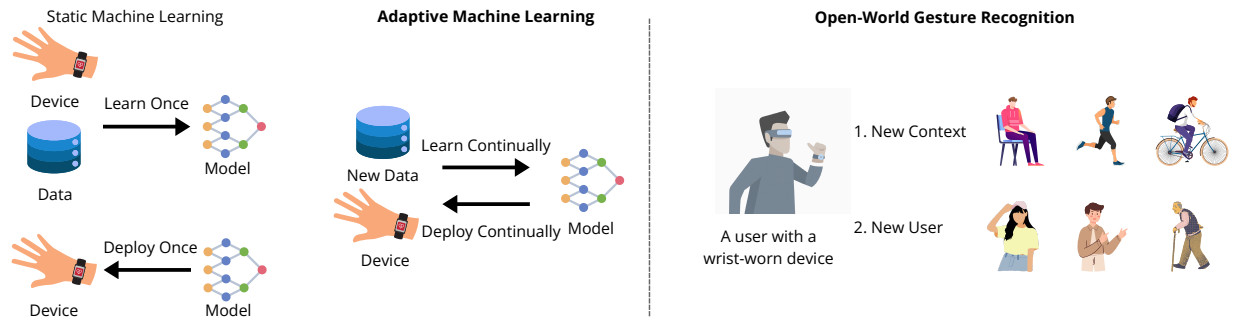 Static Machine Learning
Device
Learn Once
Data
Model
Deploy Once
Device
Model
Adaptive Machine Learning
Learn Continually
New Data
Deploy Continually
Model
Device
Open-World Gesture Recognition
A user with a
wrist-worn device
1. New Context
2. New User